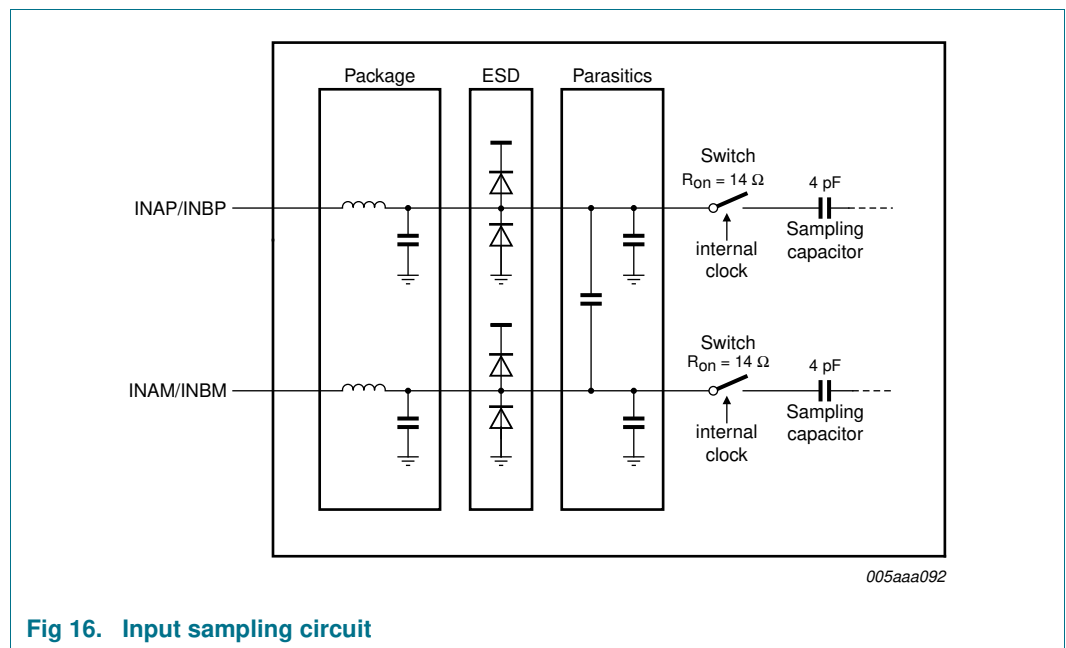 Package
ESD
Parasitics
Switch
Ron = 14 Ω
4 pF
INAP/INBP
internal
clock
Sampling
capacitor
Switch
Ron = 14 Ω
4 pF
INAM/INBM
internal
clock
Sampling
capacitor
005aaa092
Fig 16. Input sampling circuit